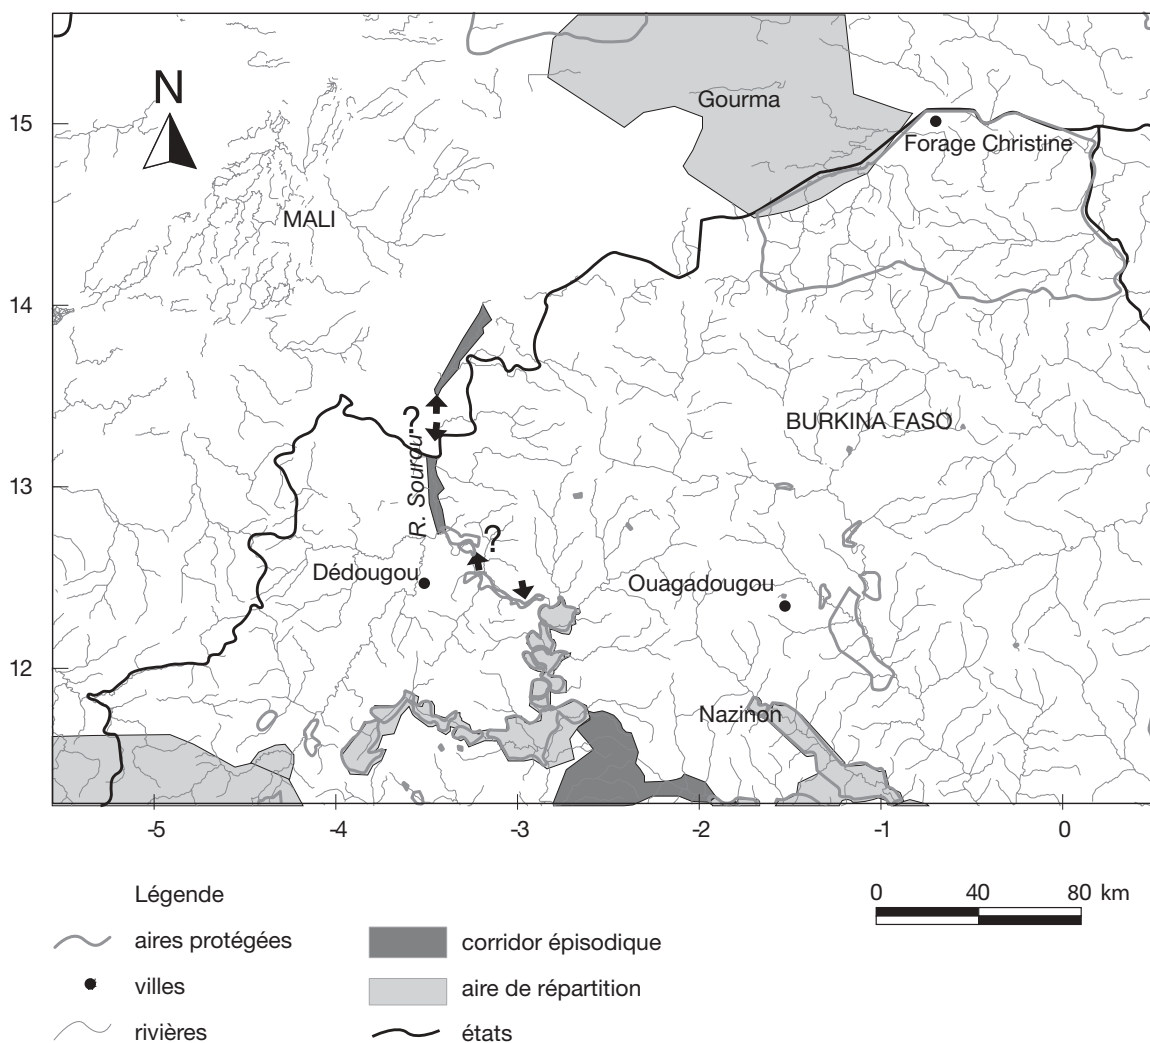 N
Gourma
15
Forage Christine
MALI
14
?
BURKINA FASO
R. Sourou
13
?
Dédougou
Ouagadougou
12
Nazinon
-5 -4 -3 -2 -1 0
Légende
0 40 80 km
aires protégées
corridor épisodique
villes
aire de répartition
rivières
états